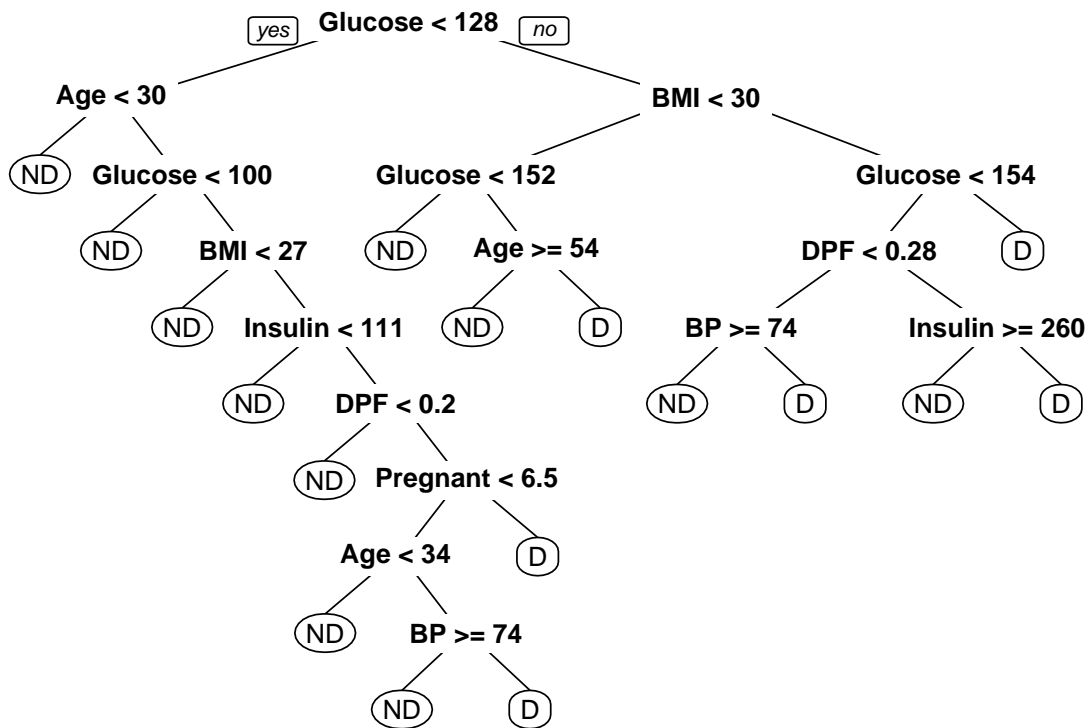 yes Glucose < 128 no
Age < 30 BMI < 30
ND Glucose < 100 Glucose < 152 Glucose < 154
ND BMI < 27 ND Age >= 54 DPF < 0.28 D
ND Insulin < 111 ND D BP >= 74 Insulin >= 260
ND DPF < 0.2 ND D ND D
ND Pregnant < 6.5
Age < 34 D
ND BP >= 74
ND D